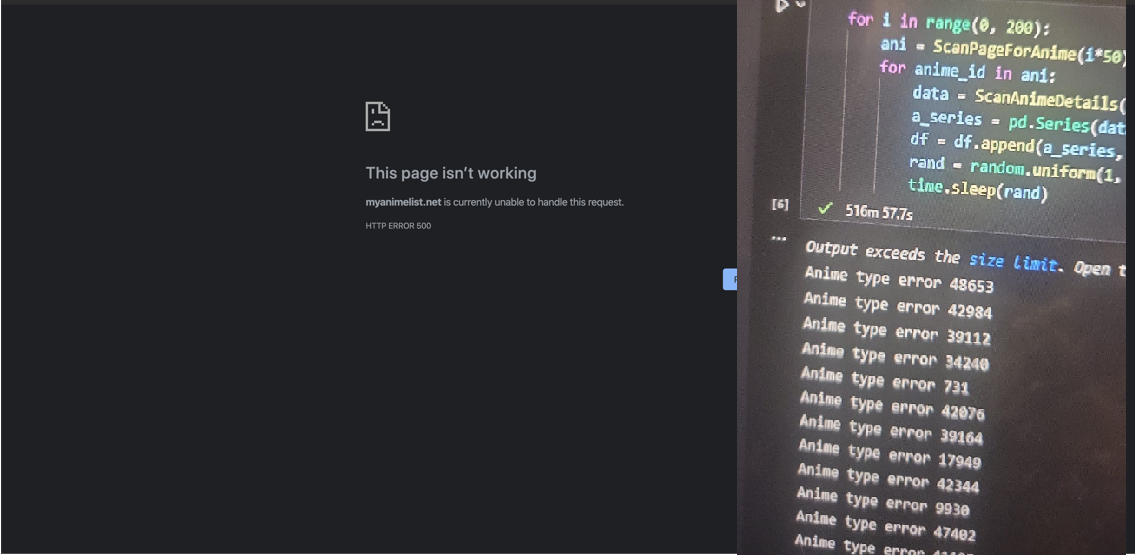 This page isn't working
myanimelist.net is currently unable to handle this request.
HTTP ERROR 500
for i in range(0, 200):
ani = ScanPageForAnime(i*50)
for anime_id in ani:
data = ScanAnimeDetails(
a_series = pd.Series(dat
df = df.append(a_series,
rand = random.uniform(1,
time.sleep(rand)
[6]
516m 57.7s
... Output exceeds the size limit. Open t
Anime type error 48653
Anime type error 42984
Anime type error 39112
Anime type error 34240
Anime type error 731
Anime type error 42076
Anime type error 39164
Anime type error 17949
Anime type error 42344
Anime type error 9930
Anime type error 47402
Anime type error